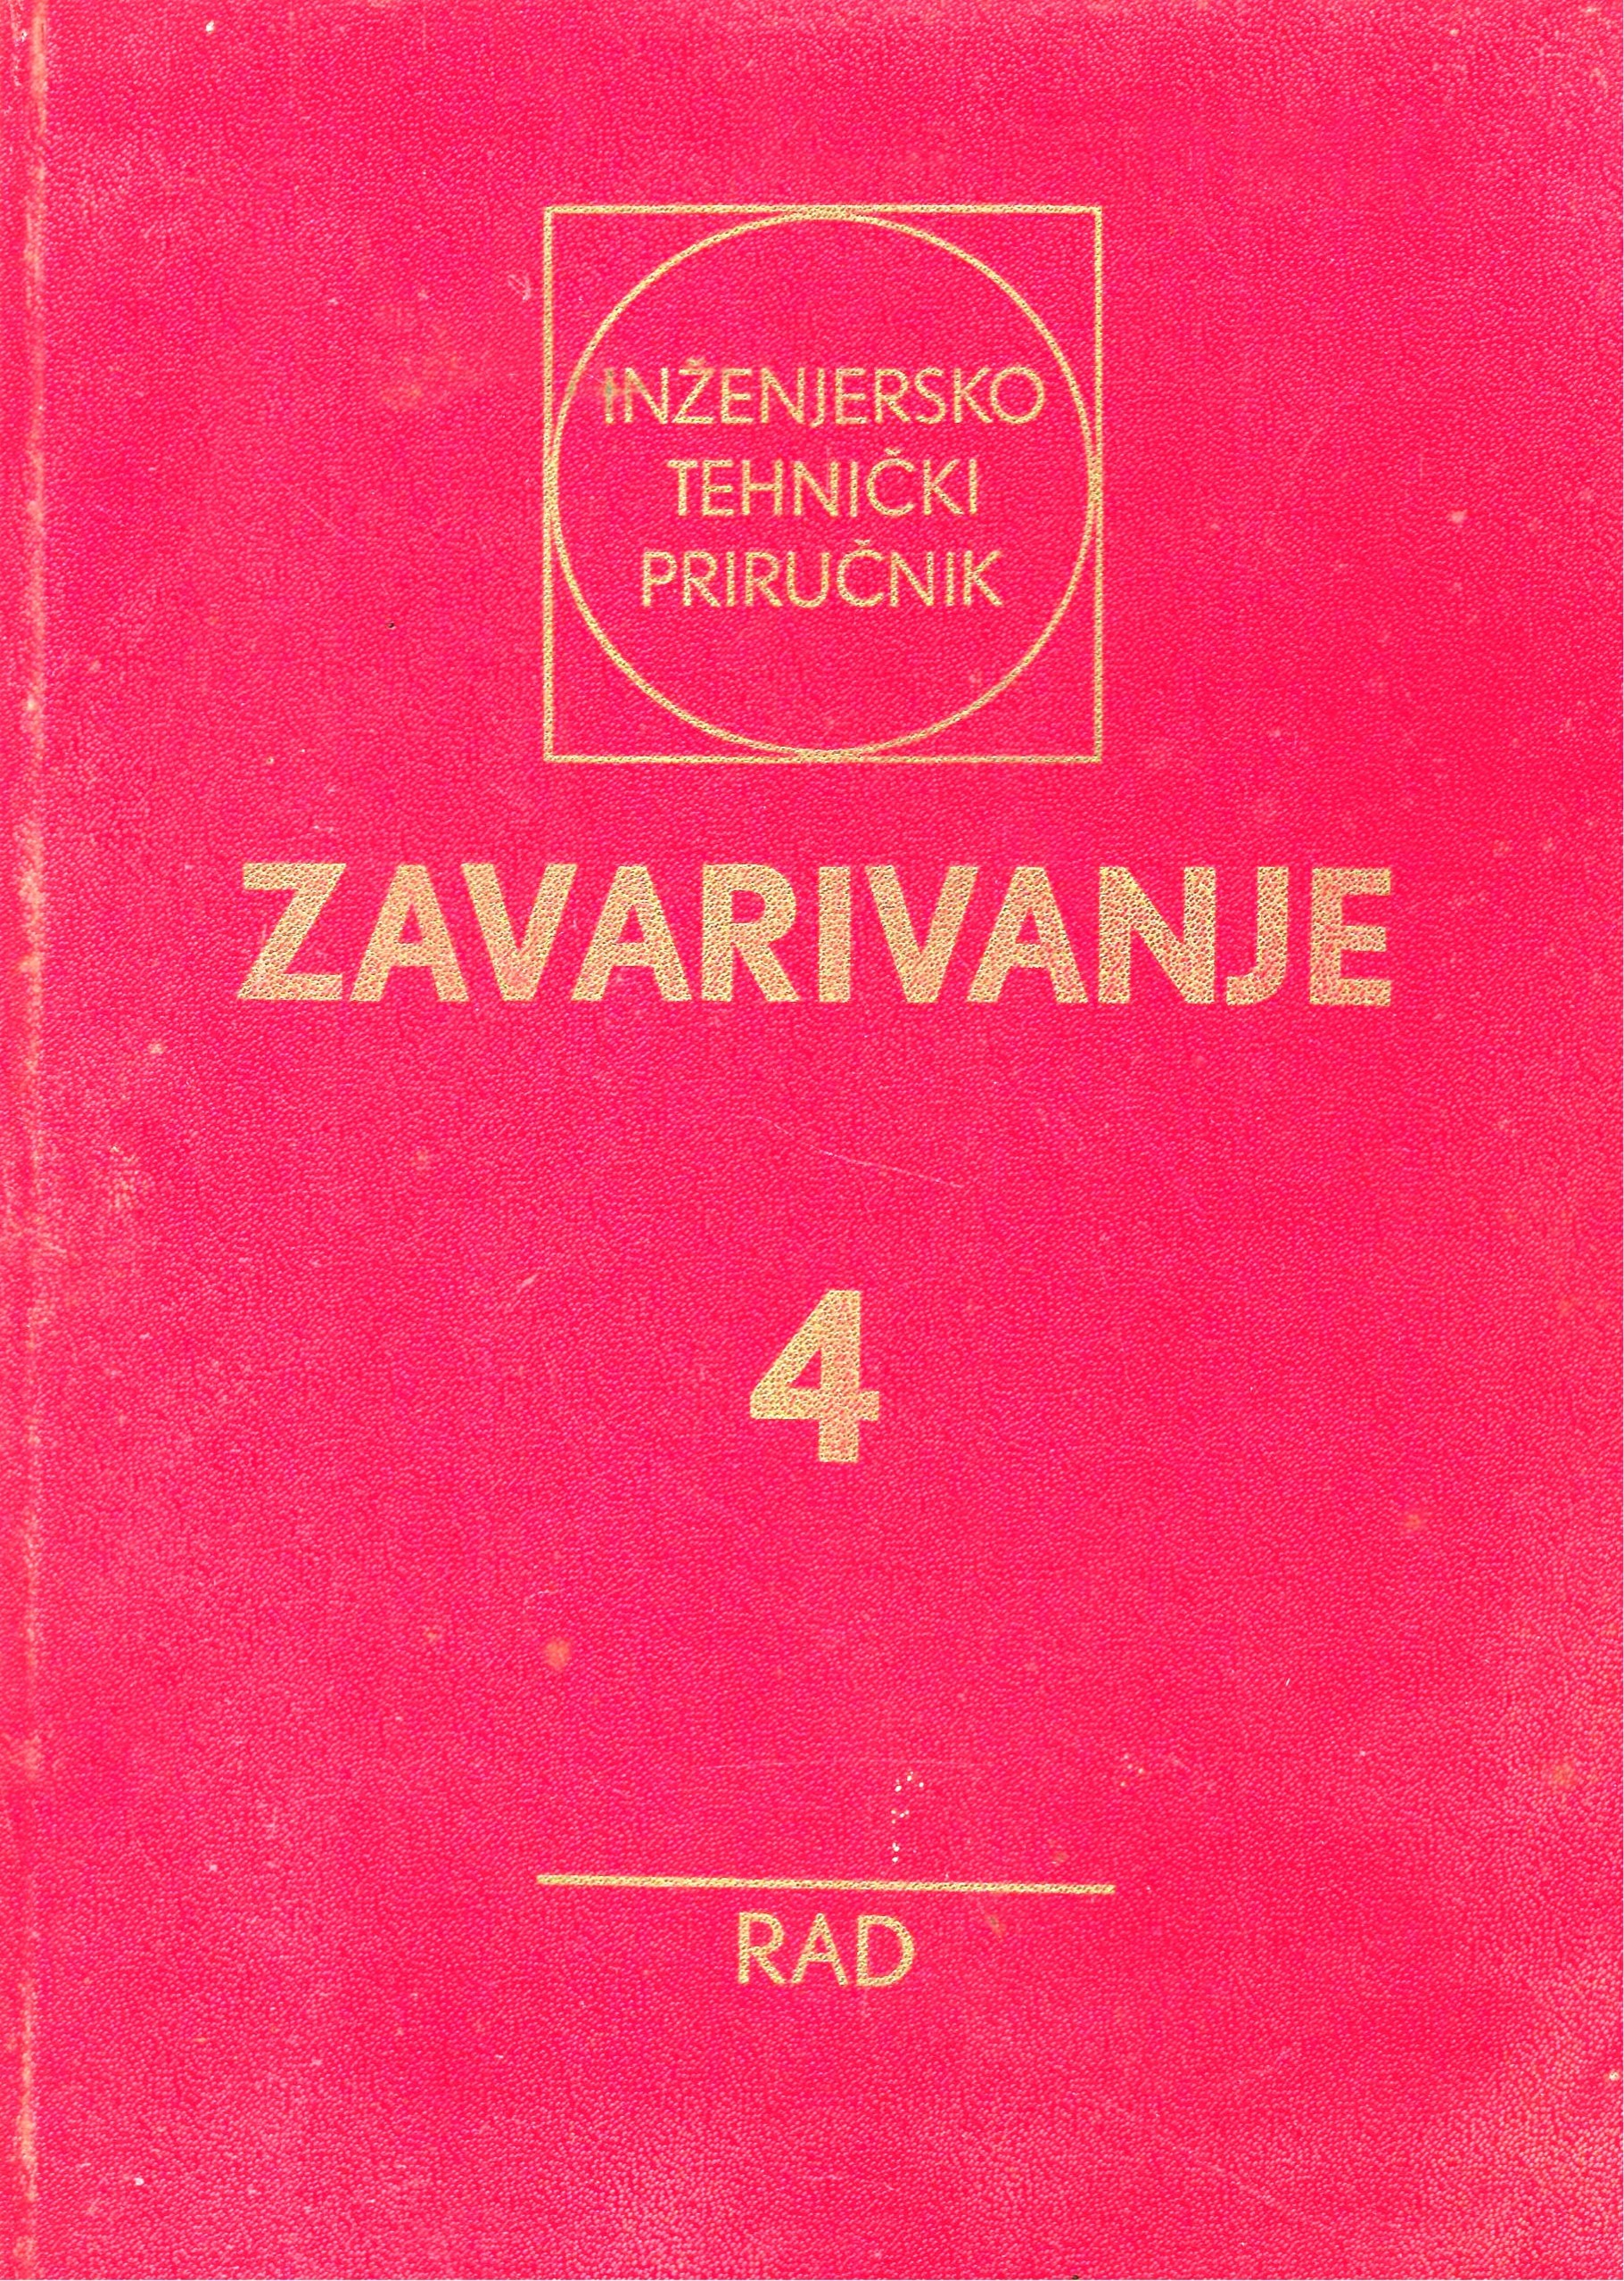 INŽENJERSKO
TEHNIČKI
PRIRUČNIK
ZAVARIVANJE
4
RAD